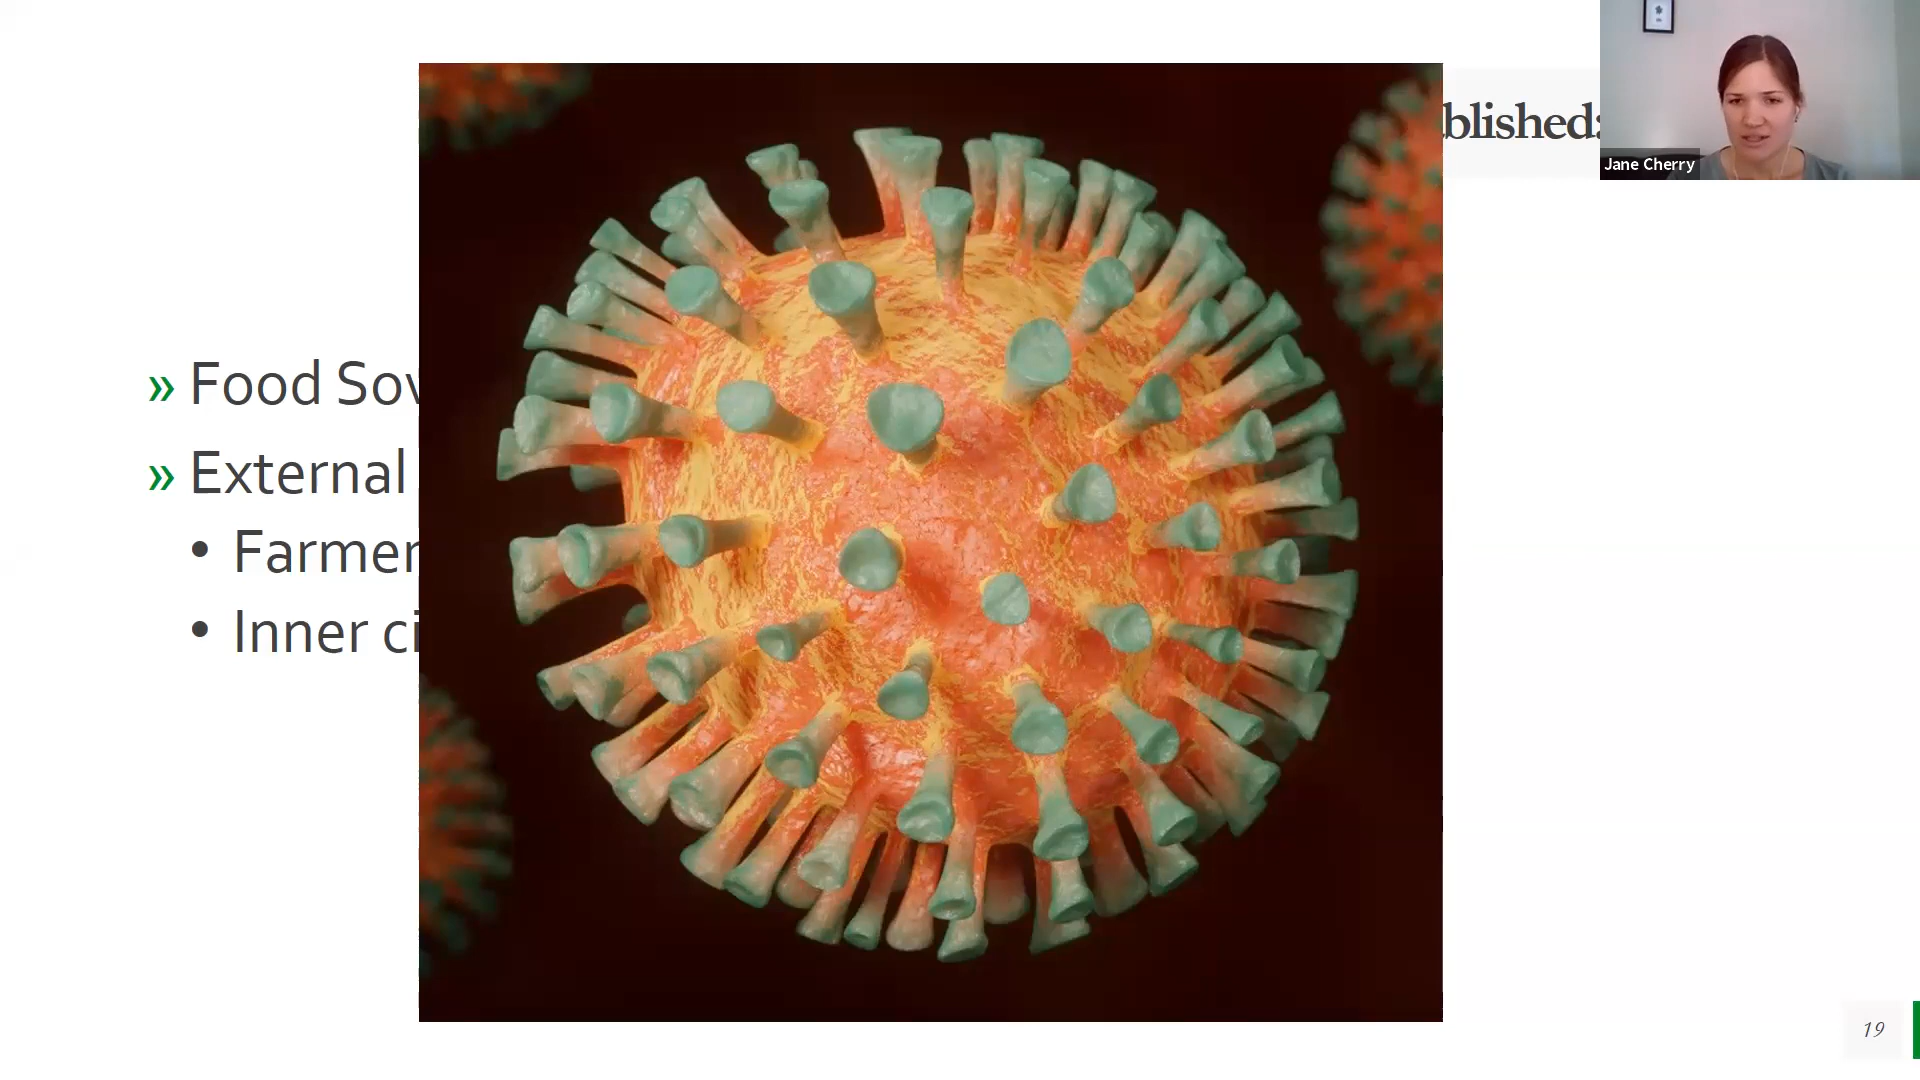 blished:
Jane Cherry
» Food Sov
» External
• Farmer
• Inner ci
19